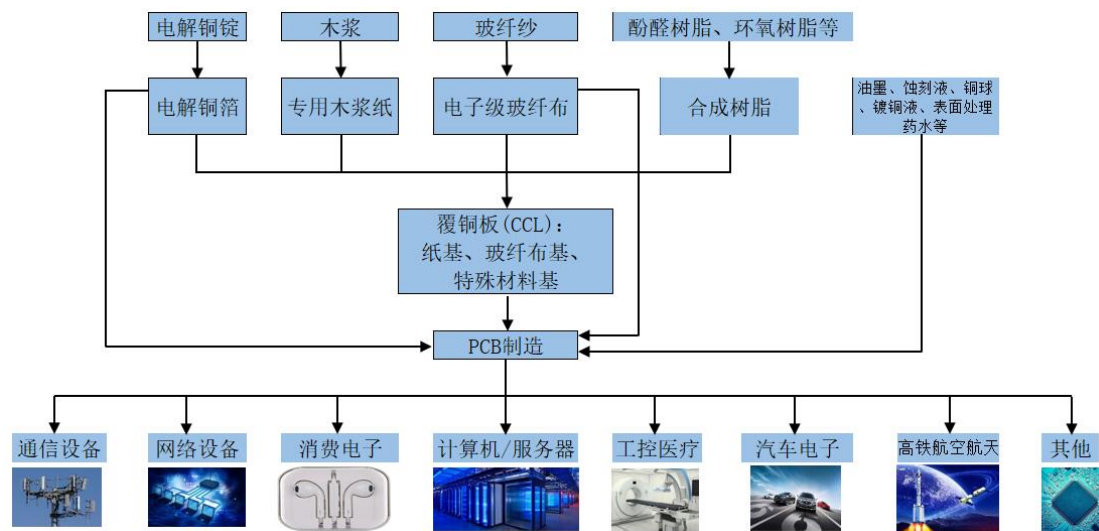 电解铜锭
木浆
玻纤纱
酚醛树脂、环氧树脂等
电解铜箔
专用木浆纸
电子级玻纤布
合成树脂
油墨、蚀刻液、铜球
、镀铜液、表面处理
药水等
覆铜板(CCL):
纸基、玻纤布基、
特殊材料基
PCB制造
通信设备
网络设备
消费电子
计算机/服务器
工控医疗
汽车电子
高铁航空航天
其他